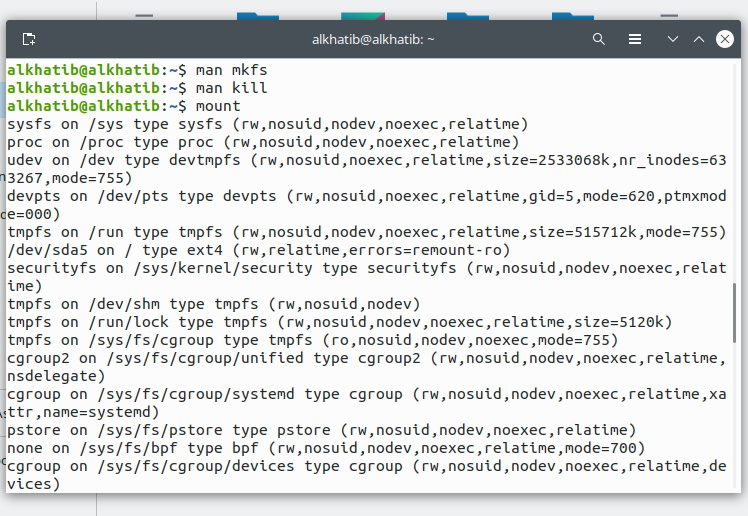 alkhatib@alkhatib: ~
alkhatib@alkhatib:~$ man mkfs
alkhatib@alkhatib:~$ man kill
alkhatib@alkhatib:~$ mount
sysfs on /sys type sysfs (rw,nosuid,nodev,noexec,relatime)
proc on /proc type proc (rw,nosuid,nodev,noexec,relatime)
udev on /dev type devtmpfs (rw,nosuid,noexec,relatime,size=2533068k,nr_inodes=63
3267,mode=755)
devpts on /dev/pts type devpts (rw,nosuid,noexec,relatime,gid=5,mode=620,ptmxmod
e=000)
tmpfs on /run type tmpfs (rw,nosuid,nodev,noexec,relatime,size=515712k,mode=755)
/dev/sda5 on / type ext4 (rw,relatime,errors=remount-ro)
securityfs on /sys/kernel/security type securityfs (rw,nosuid,nodev,noexec,relat
ime)
tmpfs on /dev/shm type tmpfs (rw,nosuid,nodev)
tmpfs on /run/lock type tmpfs (rw,nosuid,nodev,noexec,relatime,size=5120k)
tmpfs on /sys/fs/cgroup type tmpfs (ro,nosuid,nodev,noexec,mode=755)
cgroup2 on /sys/fs/cgroup/unified type cgroup2 (rw,nosuid,nodev,noexec,relatime,
nsdelegate)
cgroup on /sys/fs/cgroup/systemd type cgroup (rw,nosuid,nodev,noexec,relatime,xa
ttr,name=systemd)
pstore on /sys/fs/pstore type pstore (rw,nosuid,nodev,noexec,relatime)
none on /sys/fs/bpf type bpf (rw,nosuid,nodev,noexec,relatime,mode=700)
cgroup on /sys/fs/cgroup/devices type cgroup (rw,nosuid,nodev,noexec,relatime,de
vices)